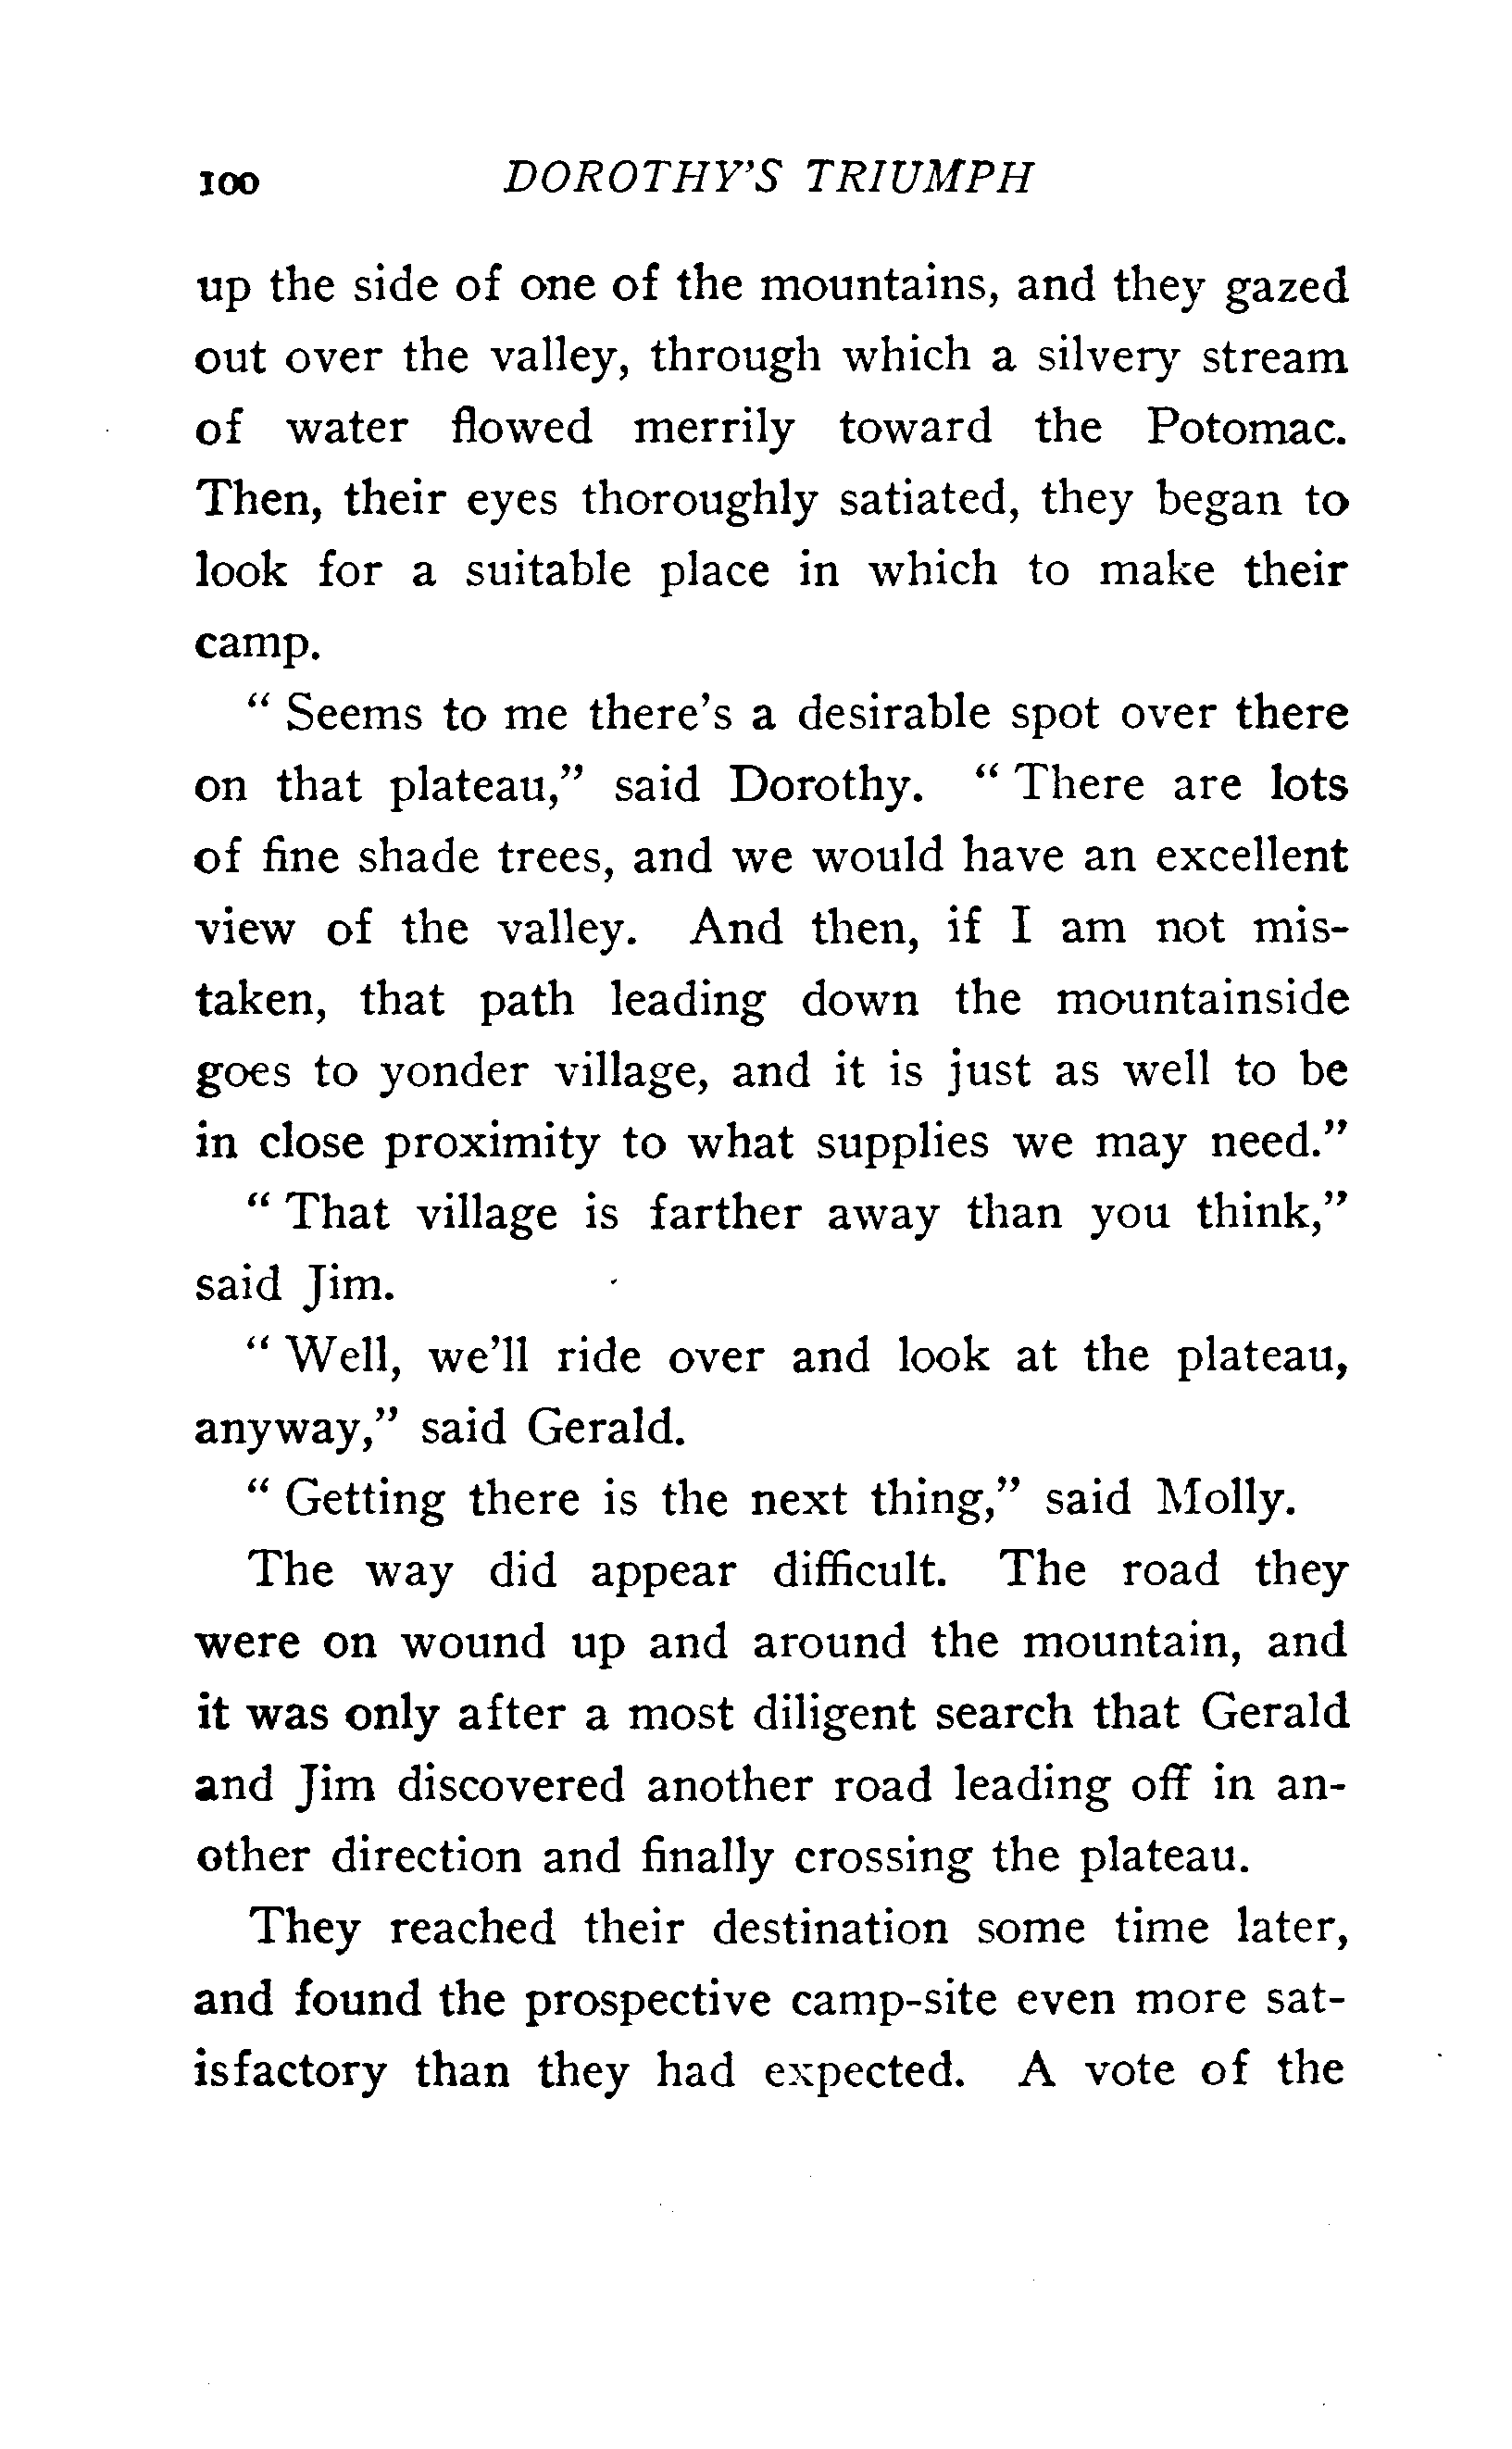 100 DOROTHY'S TRIUMPH
up the side of one of the mountains, and they gazed
out over the valley, through which a silvery stream
of water flowed merrily toward the Potomac.
Then, their eyes thoroughly satiated, they began to
look for a suitable place in which to make their
camp.
" Seems to me there's a desirable spot over there
on that plateau," said Dorothy. " There are lots
of fine shade trees, and we would have an excellent
view of the valley. And then, if I am not mis-
taken, that path leading down the mountainside
goes to yonder village, and it is just as well to be
in close proximity to what supplies we may need."
" That village is farther away than you think,"
said Jim.
" Well, we'll ride over and look at the plateau,
anyway," said Gerald.
" Getting there is the next thing," said Molly.
The way did appear difficult. The road they
were on wound up and around the mountain, and
it was only after a most diligent search that Gerald
and Jim discovered another road leading off in an-
other direction and finally crossing the plateau.
They reached their destination some time later,
and found the prospective camp-site even more sat-
isfactory than they had expected. A vote of the